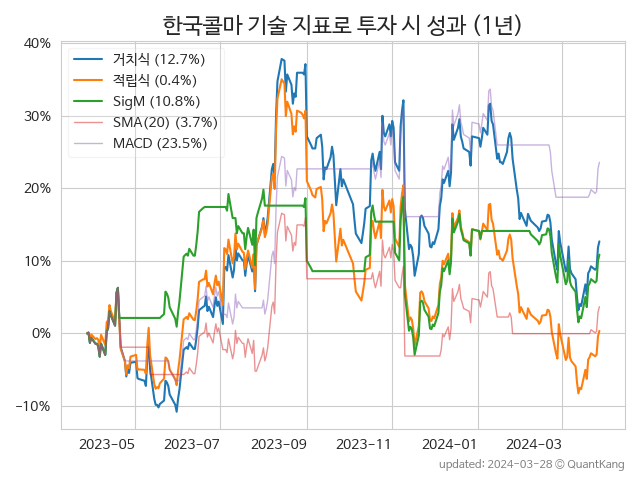 한국콜마 기술 지표로 투자 시 성과 (1년)
40%
30%
20%
10%
0%
−10%
거치식 (12.7%)
적립식 (0.4%)
SigM (10.8%)
SMA(20) (3.7%)
MACD (23.5%)
2023-05 2023-07 2023-09 2023-11 2024-01 2024-03
updated: 2024-03-28 © QuantKang